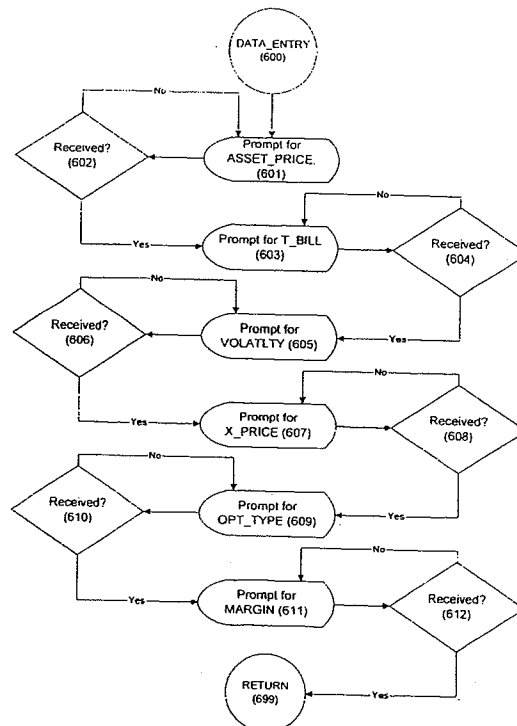 DATA_ENTRY
(600)
No
Received?
(602)
Prompt for
ASSET_PRICE.
(601)
No
Yes
Prompt for T_BILL
(603)
Received?
(604)
No
Received?
(606)
Prompt for
VOLATLTY (605)
Yes
No
Yes
Prompt for
X_PRICE (607)
Received?
(608)
No
Received?
(610)
Prompt for
OPT_TYPE (609)
Yes
No
Yes
Prompt for
MARGIN (611)
Received?
(612)
RETURN
(699)
Yes